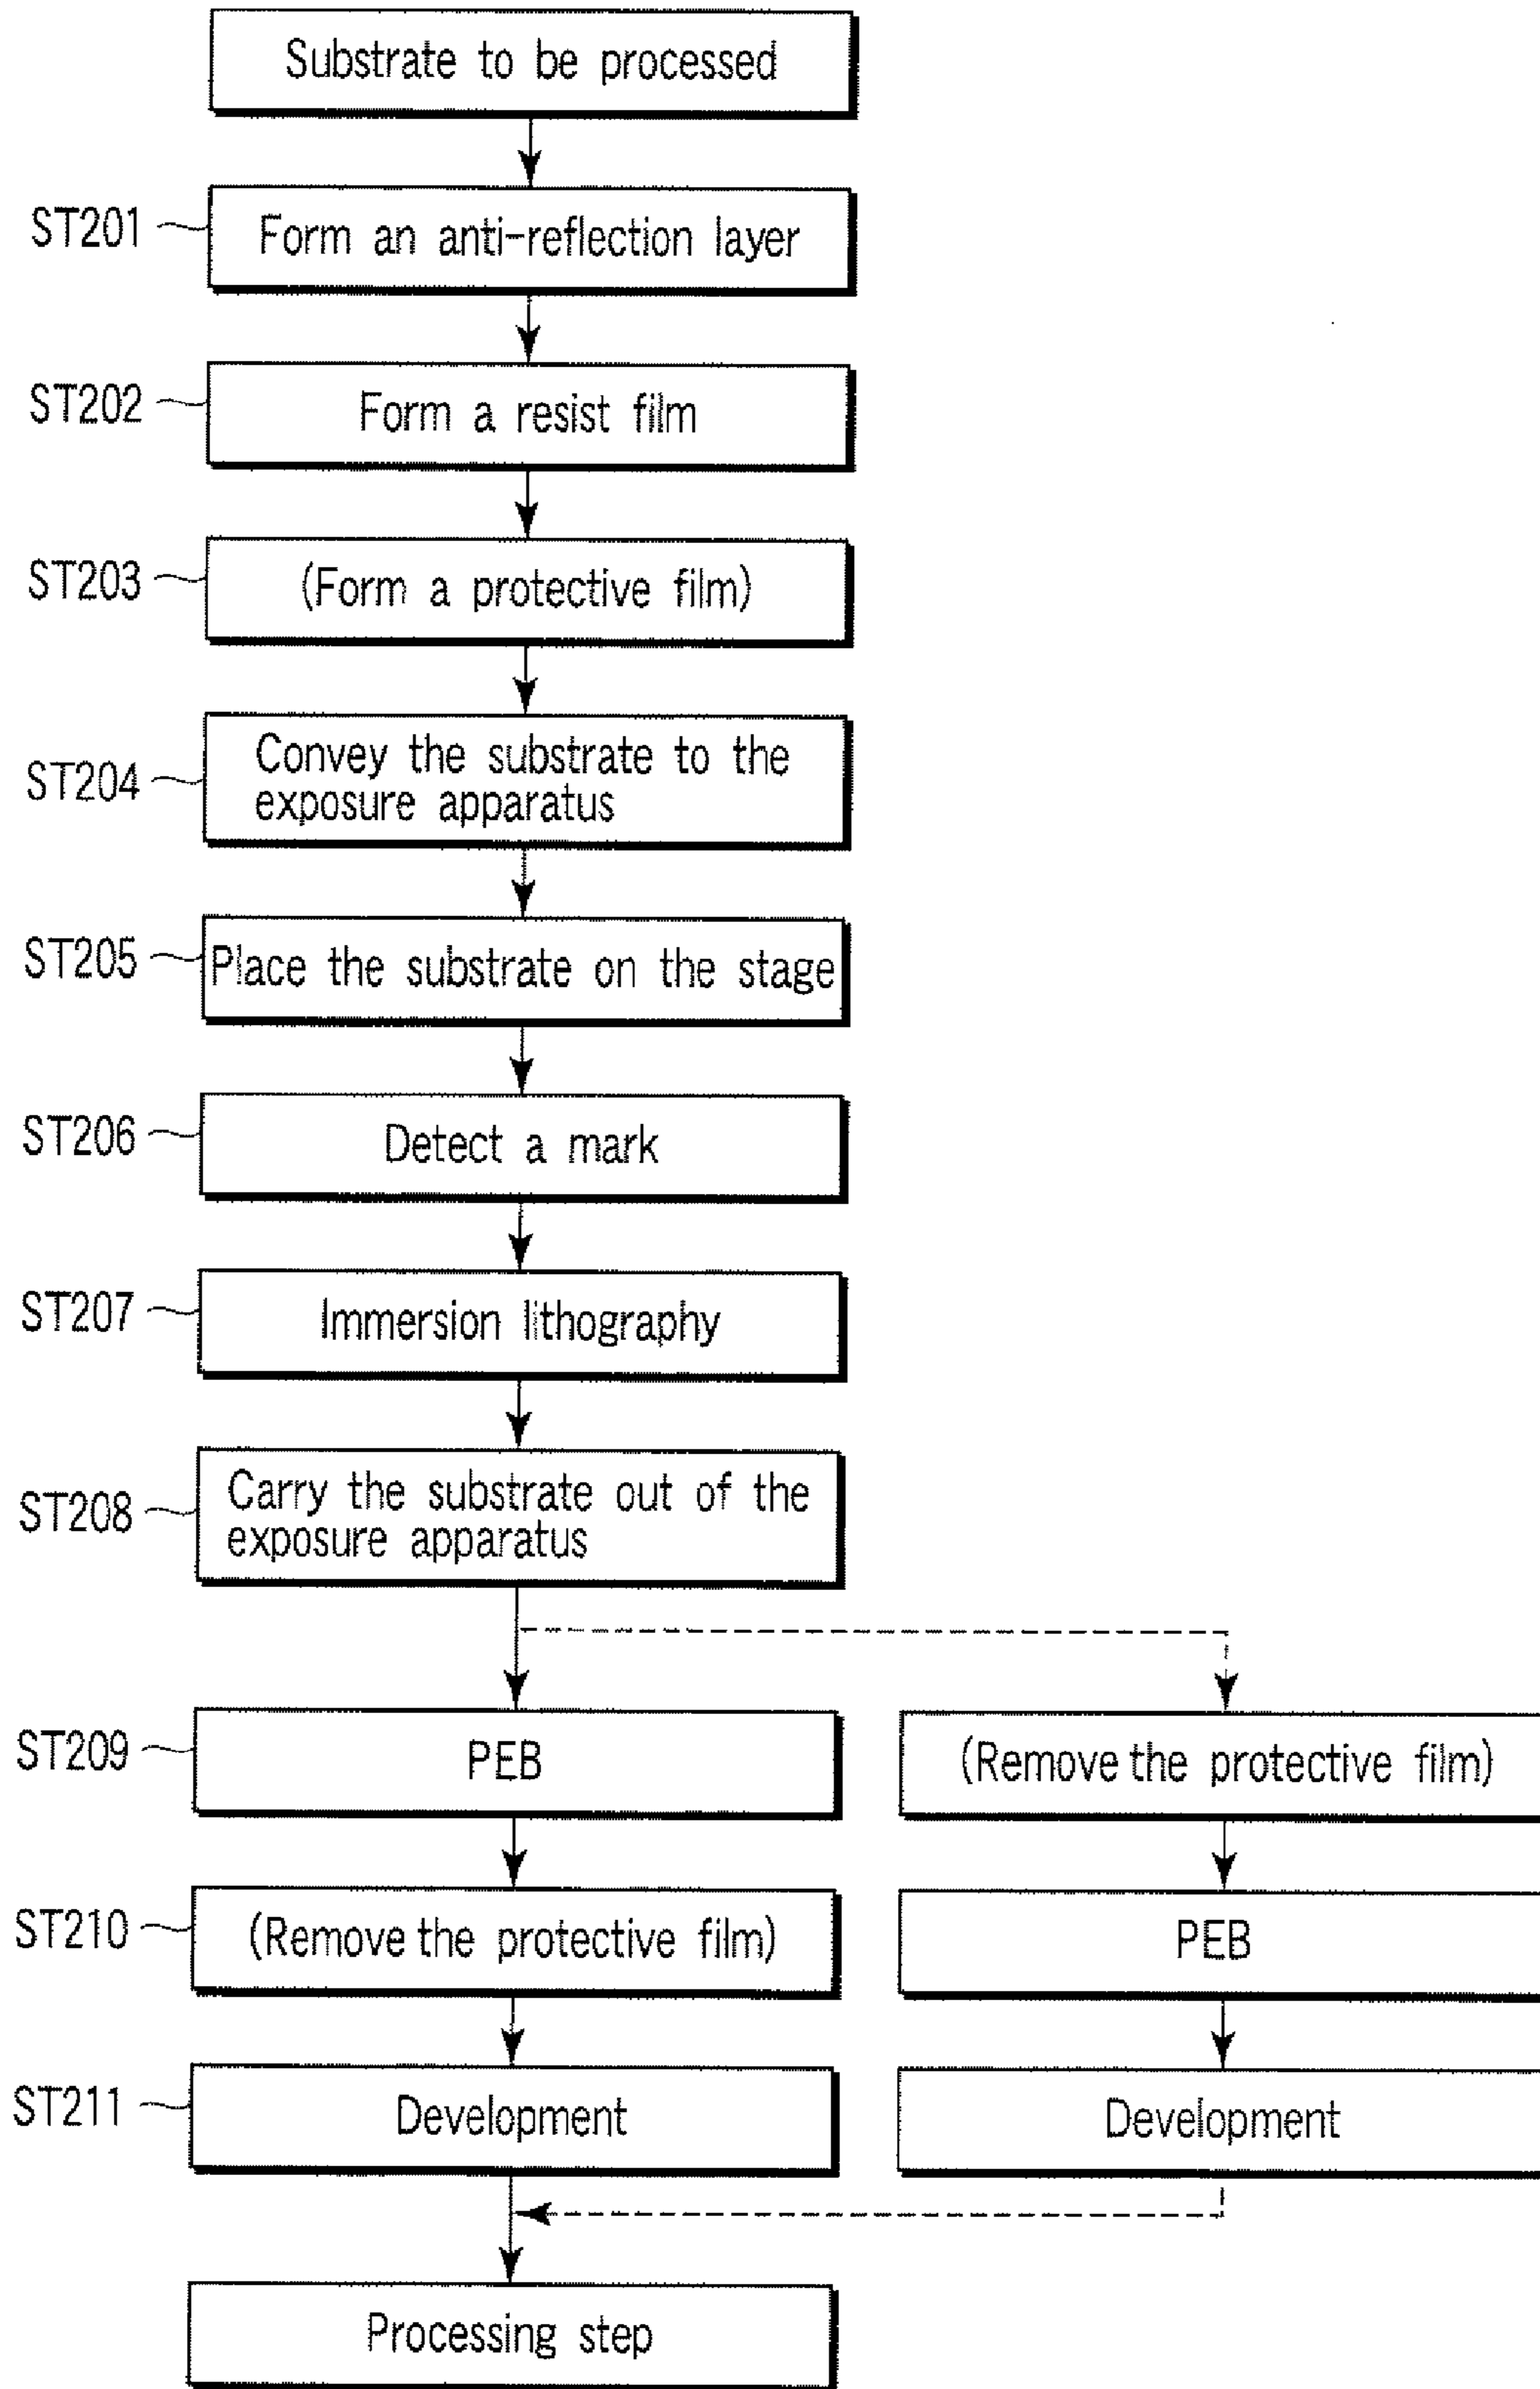 Substrate to be processed
ST201
Form an anti-reflection layer
ST202
Form a resist film
ST203
(Form a protective film)
ST204
Convey the substrate to the
exposure apparatus
ST205
Place the substrate on the stage
ST206
Detect a mark
ST207
Immersion lithography
ST208
Carry the substrate out of the
exposure apparatus
ST209
PEB
(Remove the protective film)
ST210
(Remove the protective film)
PEB
ST211
Development
Development
Processing step